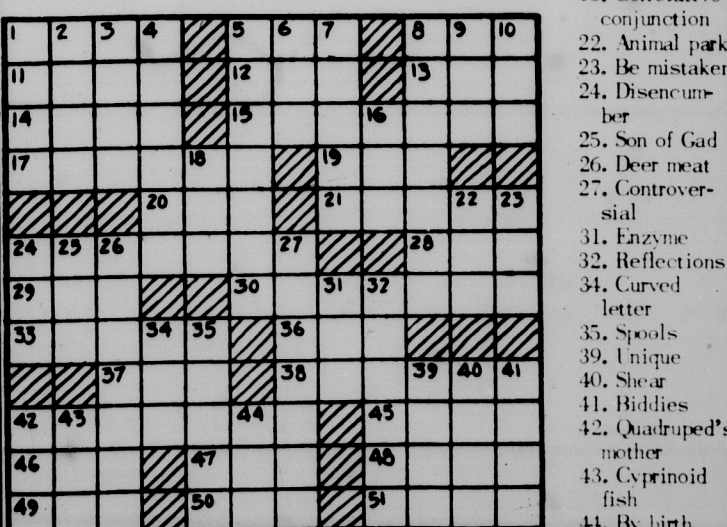 1 2 3 4 5 6 7 8 9 10
11 12 13
14 15 16
17 18 19
20 21 22 23
24 25 26 27 28
29 30 31 32
33 34 35 36
37 38 39 40 41
42 43 44 45
46 47 48
49 50 51
conjunction
22. Animal park
23. Be mistaken
24. Disencum-
ber
25. Son of Gad
26. Deer meat
27. Controver-
sial
31. Enzyme
32. Reflections
34. Curved
letter
35. Spools
39. Unique
40. Shear
41. Biddies
42. Quadruped's
mother
43. Cyprinoid
fish
44. By birth